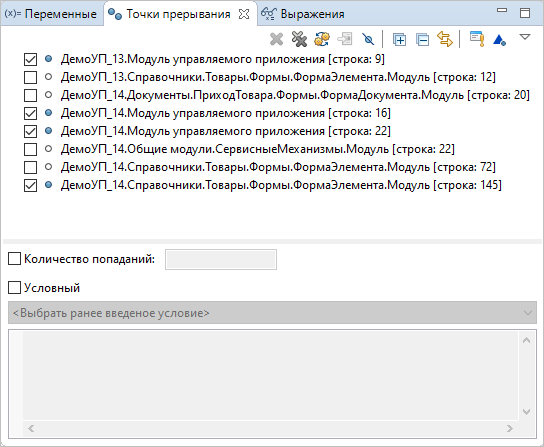 (x)= Переменные Точки прерывания Выражения
ДемоУП_13.Модуль управляемого приложения [строка: 9]
ДемоУП_13.Справочники.Товары.Формы.ФормаЭлемента.Модуль [строка: 12]
ДемоУП_14.Документы.ПриходТовара.Формы.ФормаДокумента.Модуль [строка: 20]
ДемоУП_14.Модуль управляемого приложения [строка: 16]
ДемоУП_14.Модуль управляемого приложения [строка: 22]
ДемоУП_14.Общие модули.СервисныеМеханизмы.Модуль [строка: 22]
ДемоУП_14.Справочники.Товары.Формы.ФормаЭлемента.Модуль [строка: 72]
ДемоУП_14.Справочники.Товары.Формы.ФормаЭлемента.Модуль [строка: 145]
Количество попаданий:
Условный
<Выбрать ранее введеное условие>